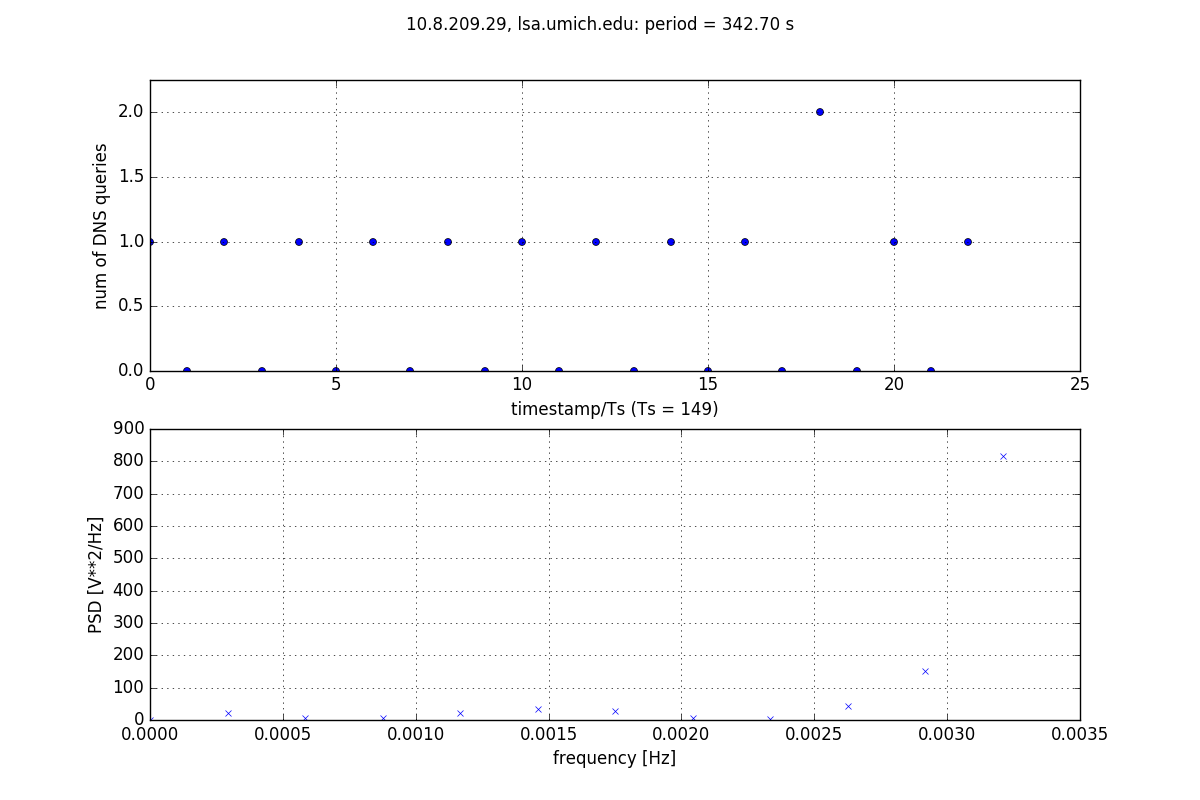 10.8.209.29, lsa.umich.edu: period = 342.70 s
2.0
1.5
1.0
0.5
0.0
num of DNS queries
0 5 10 15 20 25
timestamp/Ts (Ts = 149)
900
800
700
600
500
400
300
200
100
0
PSD [V**2/Hz]
0.0000 0.0005 0.0010 0.0015 0.0020 0.0025 0.0030 0.0035
frequency [Hz]